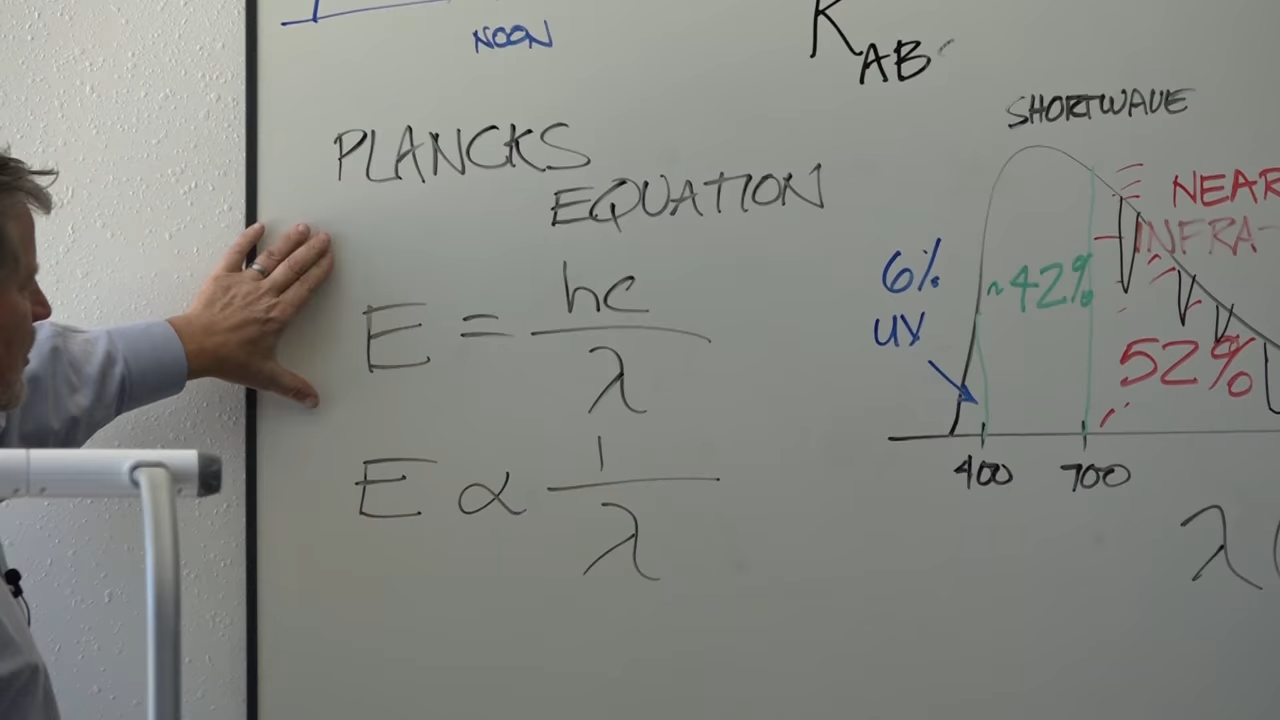 NOON
K AB
PLANCKS
EQUATION
E = hc / λ
E ∝ 1 / λ
SHORTWAVE
NEAR
INFRA-
6%
UV
~42%
52%
400 700
λ (